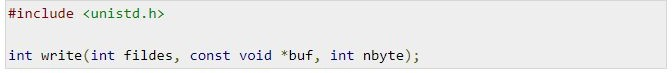 #include <unistd.h>
int write(int fildes, const void *buf, int nbyte);